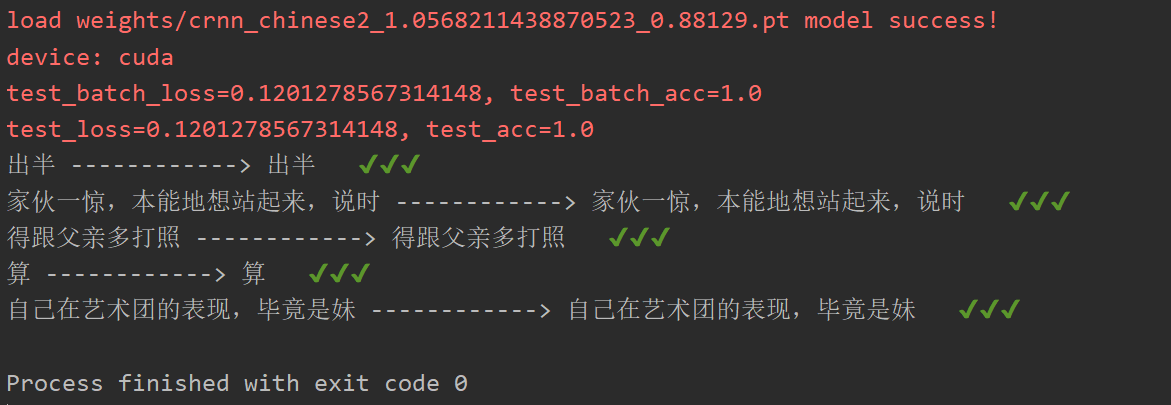 load weights/crnn_chinese2_1.0568211438870523_0.88129.pt model success!
device: cuda
test_batch_loss=0.1201278567314148, test_batch_acc=1.0
test_loss=0.1201278567314148, test_acc=1.0
出半 ------------> 出半 ✔✔✔
家伙一惊，本能地想站起来，说时 ------------> 家伙一惊，本能地想站起来，说时 ✔✔✔
得跟父亲多打照 ------------> 得跟父亲多打照 ✔✔✔
算 ------------> 算 ✔✔✔
自己在艺术团的表现，毕竟是妹 ------------> 自己在艺术团的表现，毕竟是妹 ✔✔✔
Process finished with exit code 0